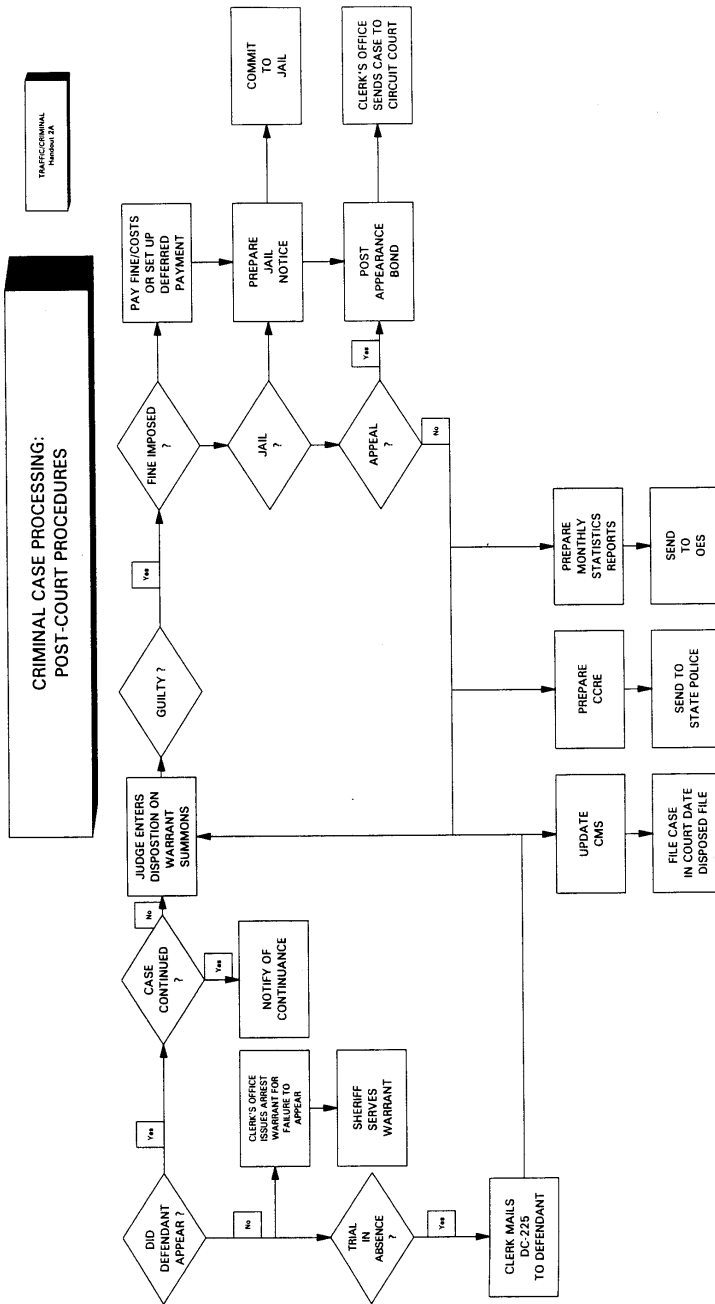 TRAFFIC/CRIMINAL
Handout 2A
CRIMINAL CASE PROCESSING:
POST-COURT PROCEDURES
DID
DEFENDANT
APPEAR ?
Yes
No
CASE
CONTINUED
?
No
Yes
NOTIFY OF
CONTINUANCE
CLERK'S OFFICE
ISSUES ARREST
WARRANT FOR
FAILURE TO
APPEAR
SHERIFF
SERVES
WARRANT
TRIAL
IN
ABSENCE
?
Yes
CLERK MAILS
DC-225
TO DEFENDANT
JUDGE ENTERS
DISPOSTION ON
WARRANT
SUMMONS
GUILTY ?
Yes
FINE IMPOSED
?
PAY FINE/COSTS
OR SET UP
DEFERRED
PAYMENT
JAIL
?
PREPARE
JAIL
NOTICE
COMMIT
TO
JAIL
APPEAL
?
Yes
No
POST
APPEARANCE
BOND
CLERK'S OFFICE
SENDS CASE TO
CIRCUIT COURT
UPDATE
CMS
FILE CASE
IN COURT DATE
DISPOSED FILE
PREPARE
CCRE
SEND TO
STATE POLICE
PREPARE
MONTHLY
STATISTICS
REPORTS
SEND
TO
OES